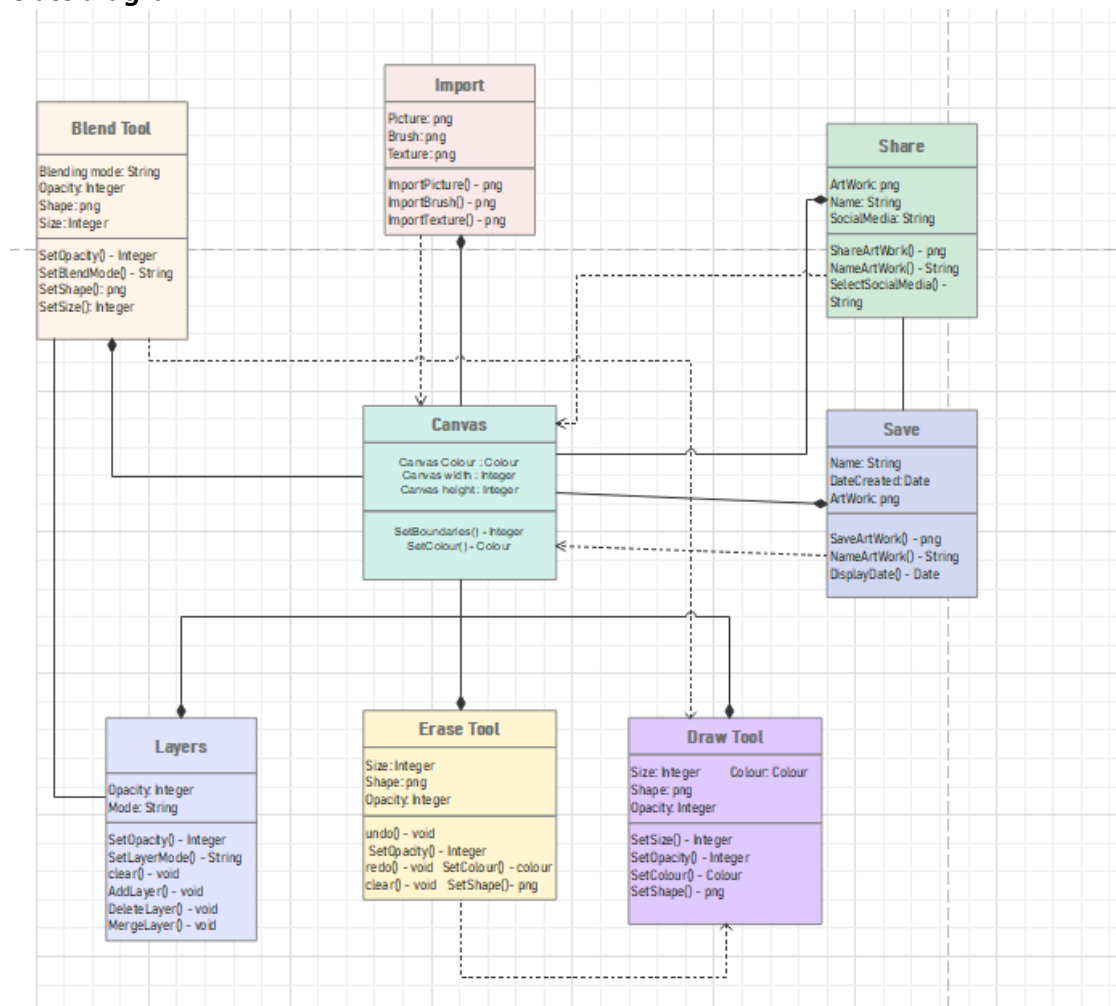 Import
Picture: png
Brush: png
Texture: png
ImportPicture() - png
ImportBrush() - png
ImportTexture() - png
Blend Tool
Blending mode: String
Opacity: Integer
Shape: png
Size: Integer
SetOpacity() - Integer
SetBlendMode() - String
SetShape(): png
SetSize(): Integer
Share
ArtWork: png
Name: String
SocialMedia: String
ShareArtWork() - png
NameArtWork() - String
SelectSocialMedia() -
String
Canvas
Canvas Colour : Colour
Canvas width : Integer
Canvas height : Integer
SetBoundaries() - Integer
SetColour() - Colour
Save
Name: String
DateCreated: Date
ArtWork: png
SaveArtWork() - png
NameArtWork() - String
DisplayDate() - Date
Layers
Opacity: Integer
Mode: String
SetOpacity() - Integer
SetLayerMode() - String
clear() - void
AddLayer() - void
DeleteLayer() - void
MergeLayer() - void
Erase Tool
Size: Integer
Shape: png
Opacity: Integer
undo() - void
SetOpacity() - Integer
redo() - void SetColour() - colour
clear() - void SetShape()- png
Draw Tool
Size: Integer Colour: Colour
Shape: png
Opacity: Integer
SetSize() - Integer
SetOpacity() - Integer
SetColour() - Colour
SetShape() - png